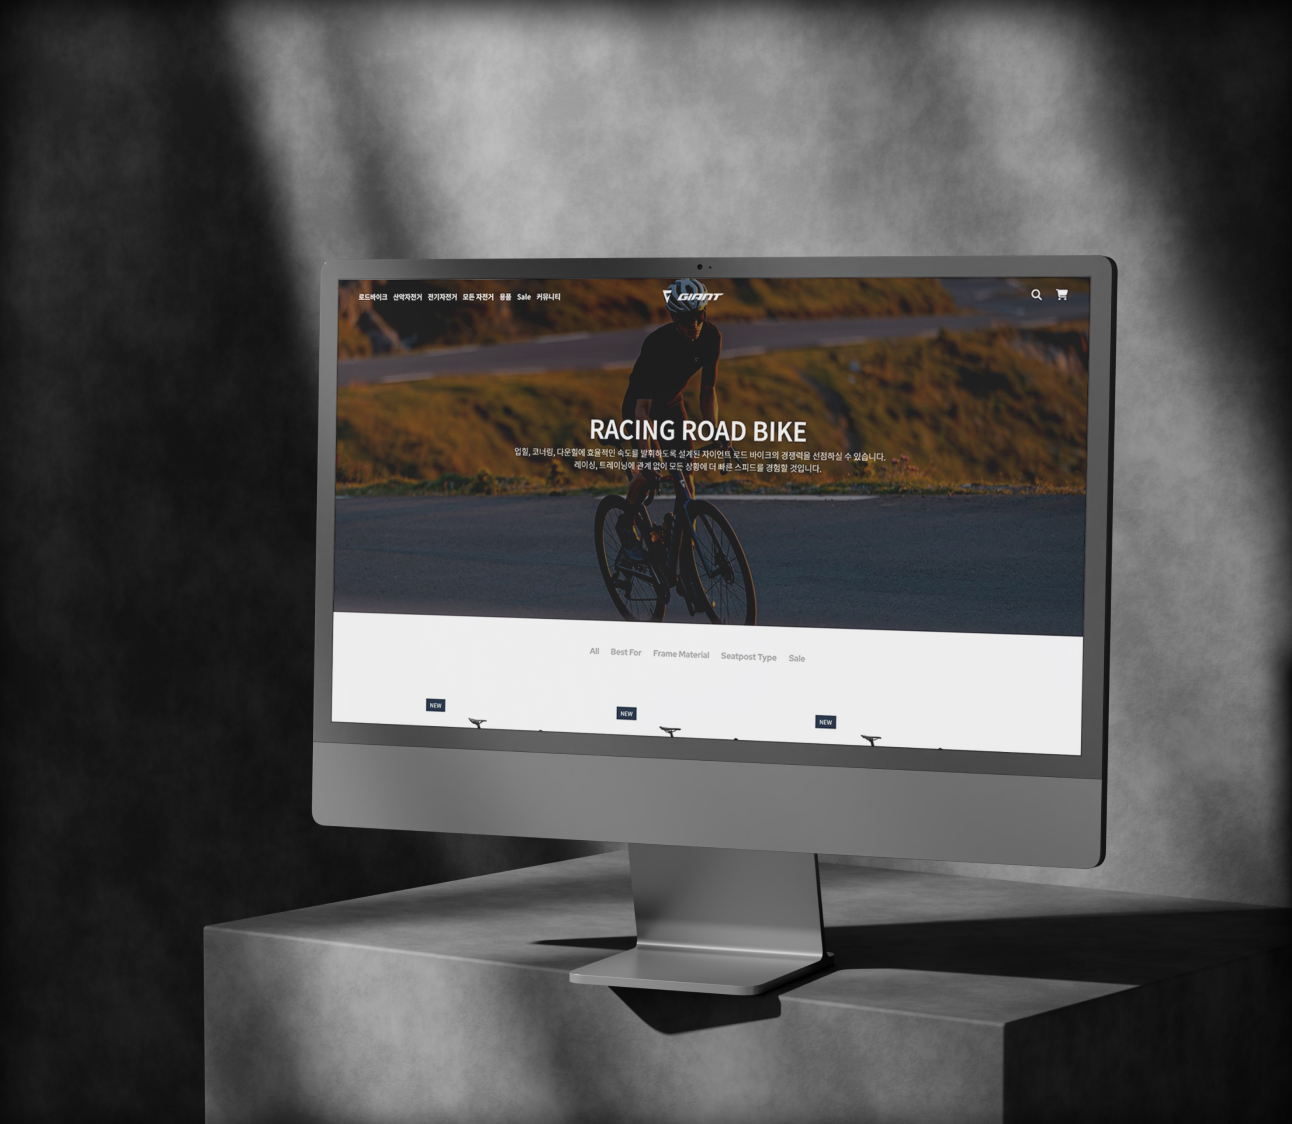 로드바이크 산악자전거 전기자전거 모든 자전거 용품 Sale 커뮤니티
GIANT
RACING ROAD BIKE
업힐, 코너링, 다운힐에 효율적인 속도를 발휘하도록 설계된 자이언트 로드 바이크의 경쟁력을 선점하실 수 있습니다.
레이싱, 트레이닝에 관계 없이 모든 상황에 더 빠른 스피드를 경험할 것입니다.
All Best For Frame Material Seatpost Type Sale
NEW
NEW
NEW